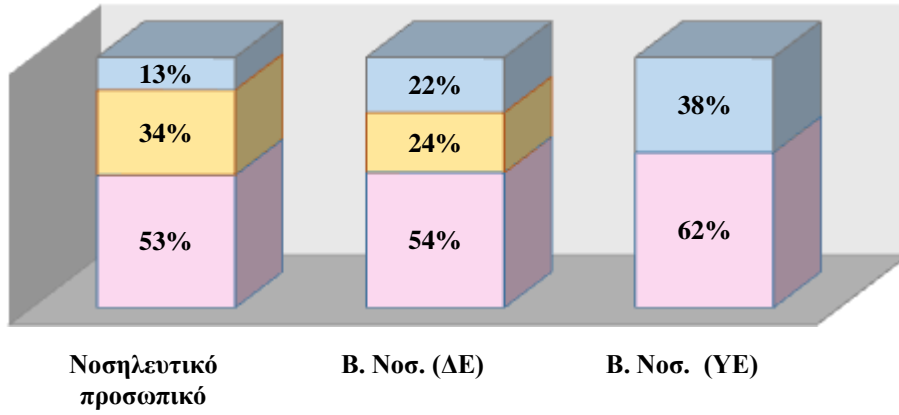 13%
34%
53%
22%
24%
54%
38%
62%
Νοσηλευτικό
προσωπικό
Β. Νοσ. (ΔΕ)
Β. Νοσ. (ΥΕ)